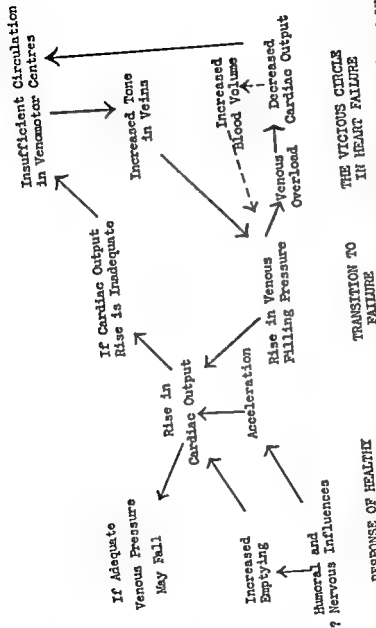 Insufficient Circulation
in Venomotor Centres
Increased Tone
in Veins
Increased
Blood Volume
Decreased
Cardiac Output
Venous
Overload
If Cardiac Output
Rise is Inadequate
Rise in Venous
Filling Pressure
Rise in
Cardiac Output
Acceleration
If Adequate
Venous Pressure
May Fall
Increased
Emptying
Humoral and
? Nervous Influences
RESPONSE OF HEALTHY
TRANSITION TO
FAILURE
THE VICIOUS CIRCLE
IN HEART FAILURE